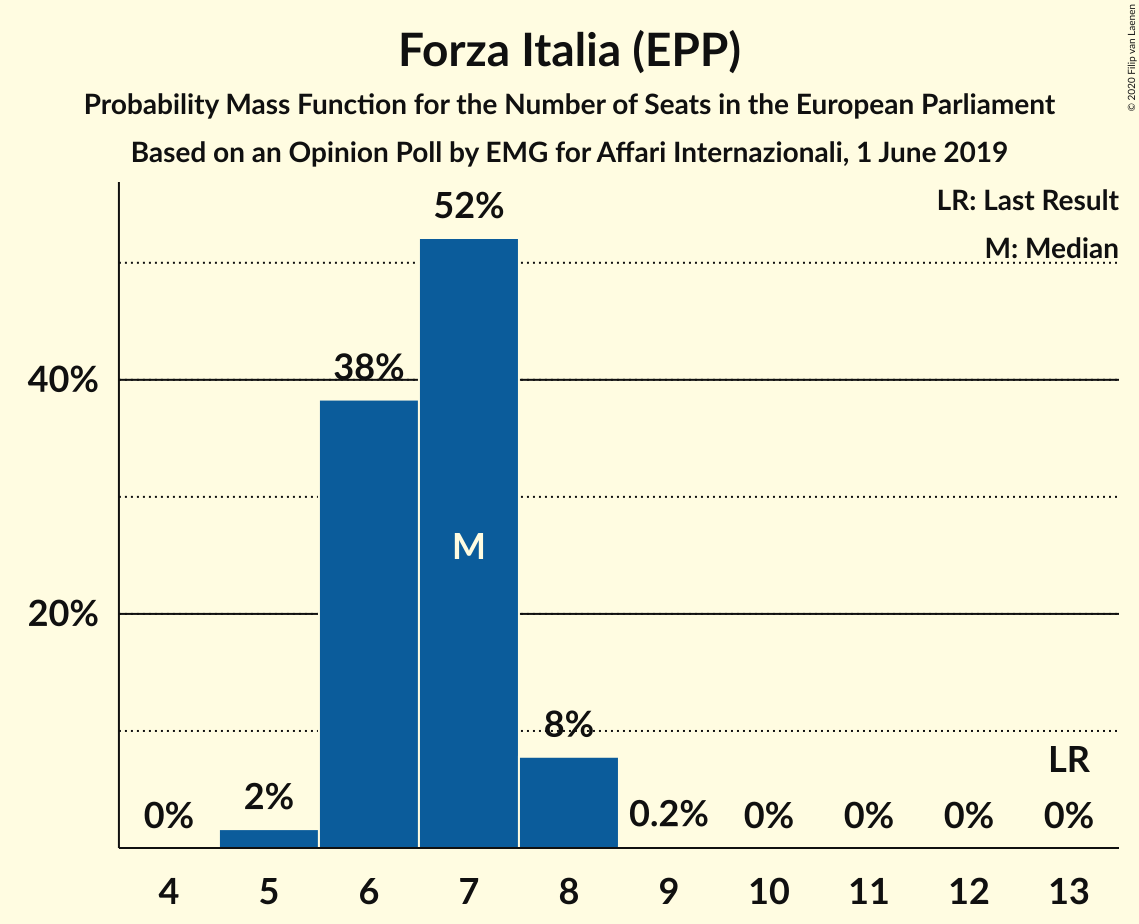 Forza Italia (EPP)
Probability Mass Function for the Number of Seats in the European Parliament
Based on an Opinion Poll by EMG for Affari Internazionali, 1 June 2019
© 2020 Filip van Laenen
LR: Last Result
M: Median
52%
38%
40%
M
20%
8%
LR
0%
2%
0.2%
0%
0%
0%
0%
4
5
6
7
8
9
10
11
12
13